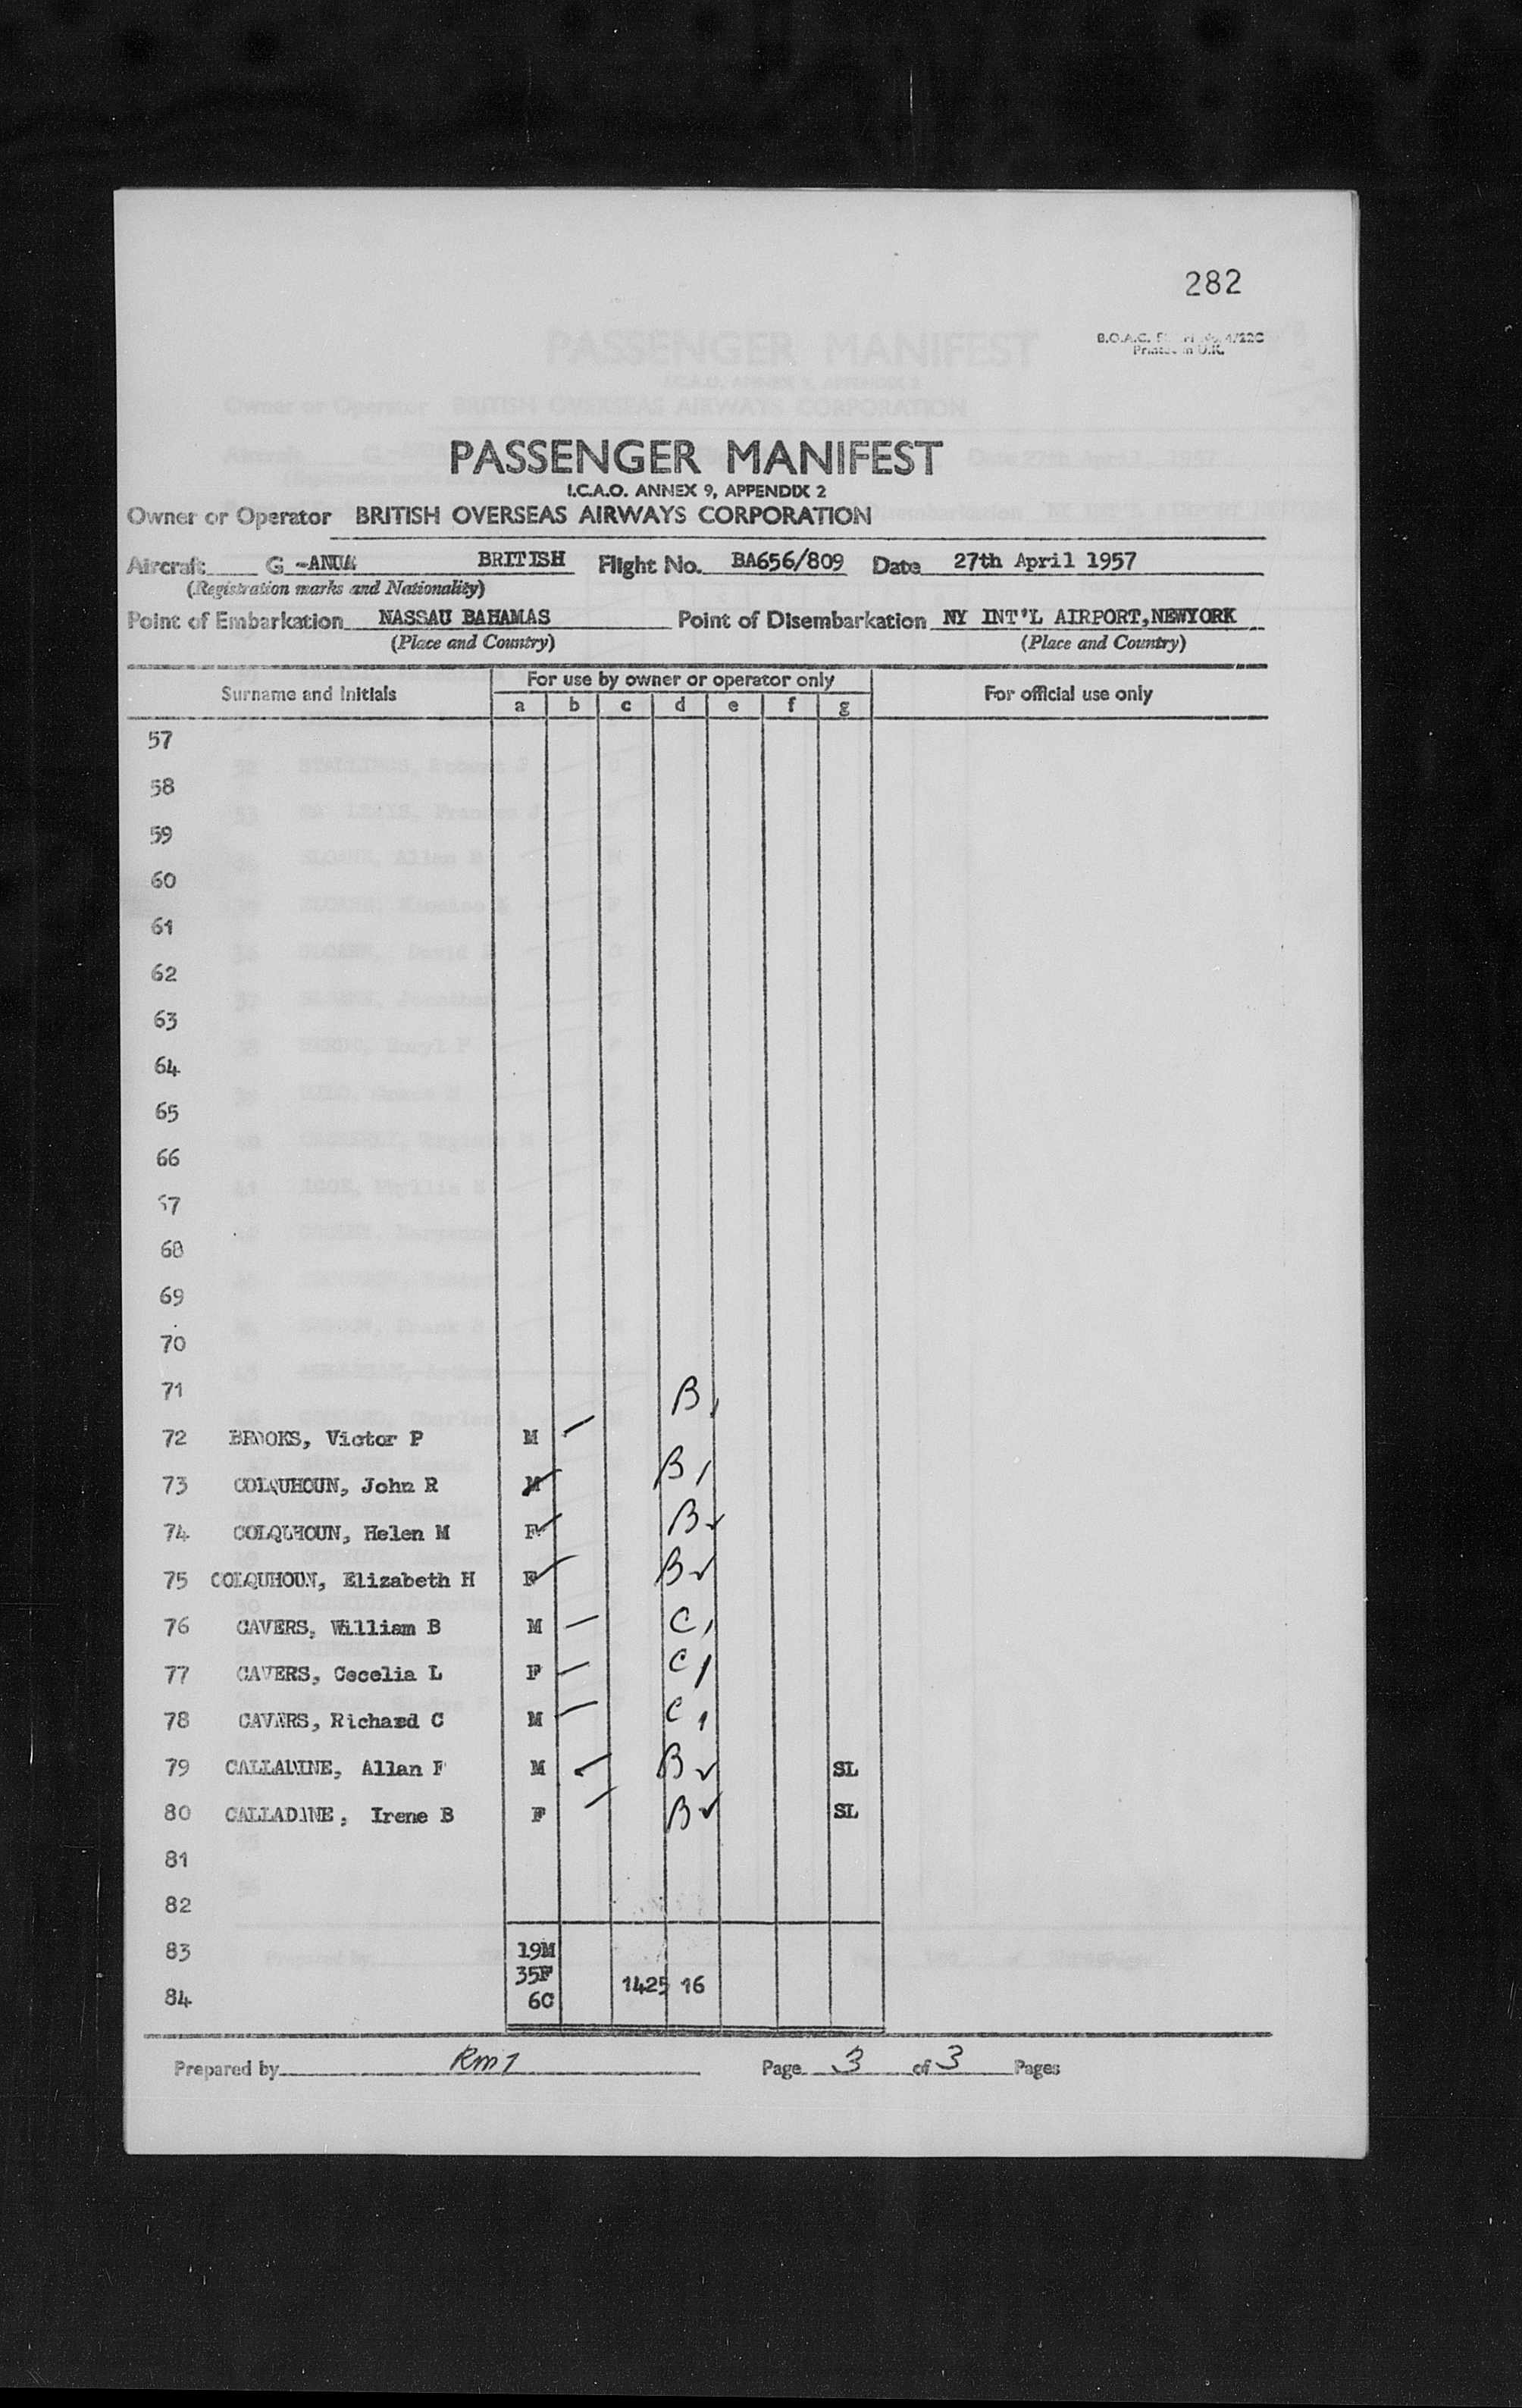 282
B.O.A.C.
Printed in U.K.
PASSENGER MANIFEST
I.C.A.O. ANNEX 9, APPENDIX 2
Owner or Operator BRITISH OVERSEAS AIRWAYS CORPORATION
Aircraft G -ANUA BRITISH Flight No. BA656/809 Date 27th April 1957
(Registration marks and Nationality)
Point of Embarkation NASSAU BAHAMAS Point of Disembarkation NY INT'L AIRPORT,NEWYORK
(Place and Country) (Place and Country)
Surname and Initials For use by owner or operator only For official use only
a b c d e f g
57
58
59
60
61
62
63
64
65
66
67
68
69
70
71
72 BROOKS, Victor P M B
73 COLQUHOUN, John R M B
74 COLQUHOUN, Helen M F B
75 COLQUHOUN, Elizabeth H F B
76 CAVERS, William B M C
77 CAVERS, Cecelia L F C
78 CAVERS, Richard C M C
79 CALLADINE, Allan F M B SL
80 CALLADINE, Irene B F B SL
81
82
83 19M
35F 1425 16
84 6C
Prepared by Page 3 of 3 Pages